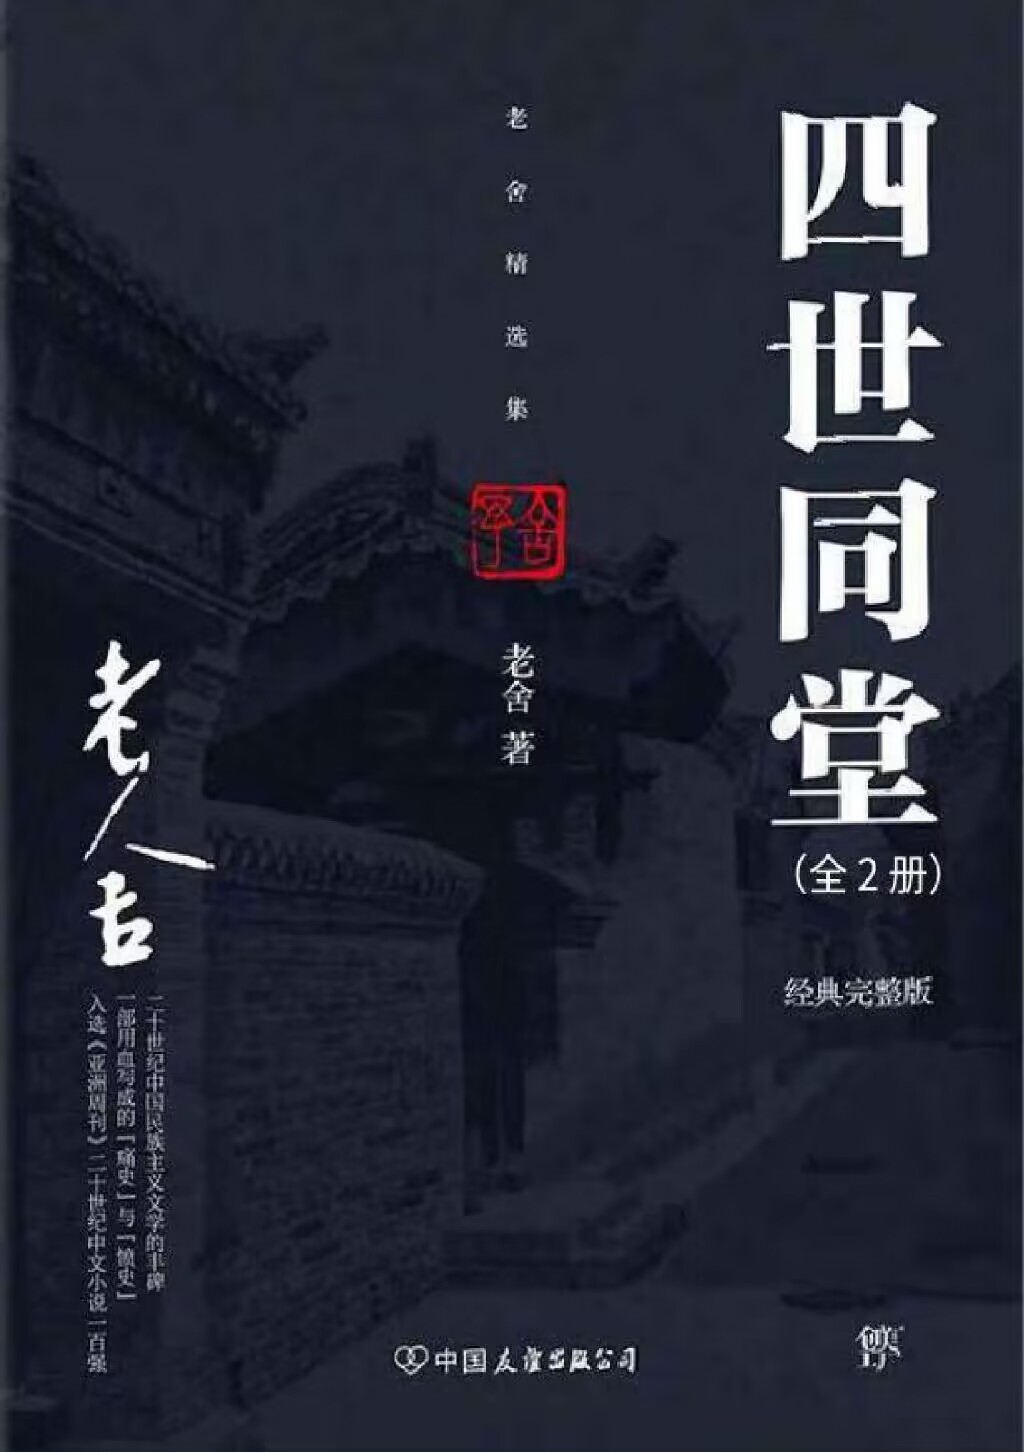 四世同堂
（全2册）
经典完整版
老舍精选集
舍予
老舍 著
老舍
二十世纪中国民族主义文学的丰碑
一部用血写成的「痛史」与「愤史」
入选《亚洲周刊》二十世纪中文小说一百强
中国友谊出版公司